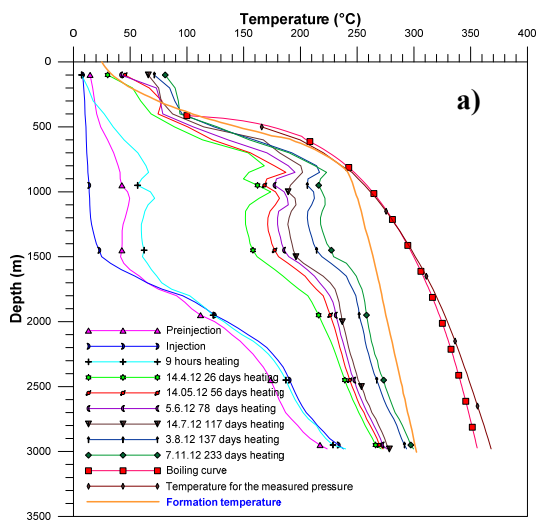 Temperature (°C)
0 50 100 150 200 250 300 350 400
a)
Depth (m)
0
500
1000
1500
2000
2500
3000
3500
Preinjection
Injection
9 hours heating
14.4.12 26 days heating
14.05.12 56 days heating
5.6.12 78 days heating
14.7.12 117 days heating
3.8.12 137 days heating
7.11.12 233 days heating
Boiling curve
Temperature for the measured pressure
Formation temperature